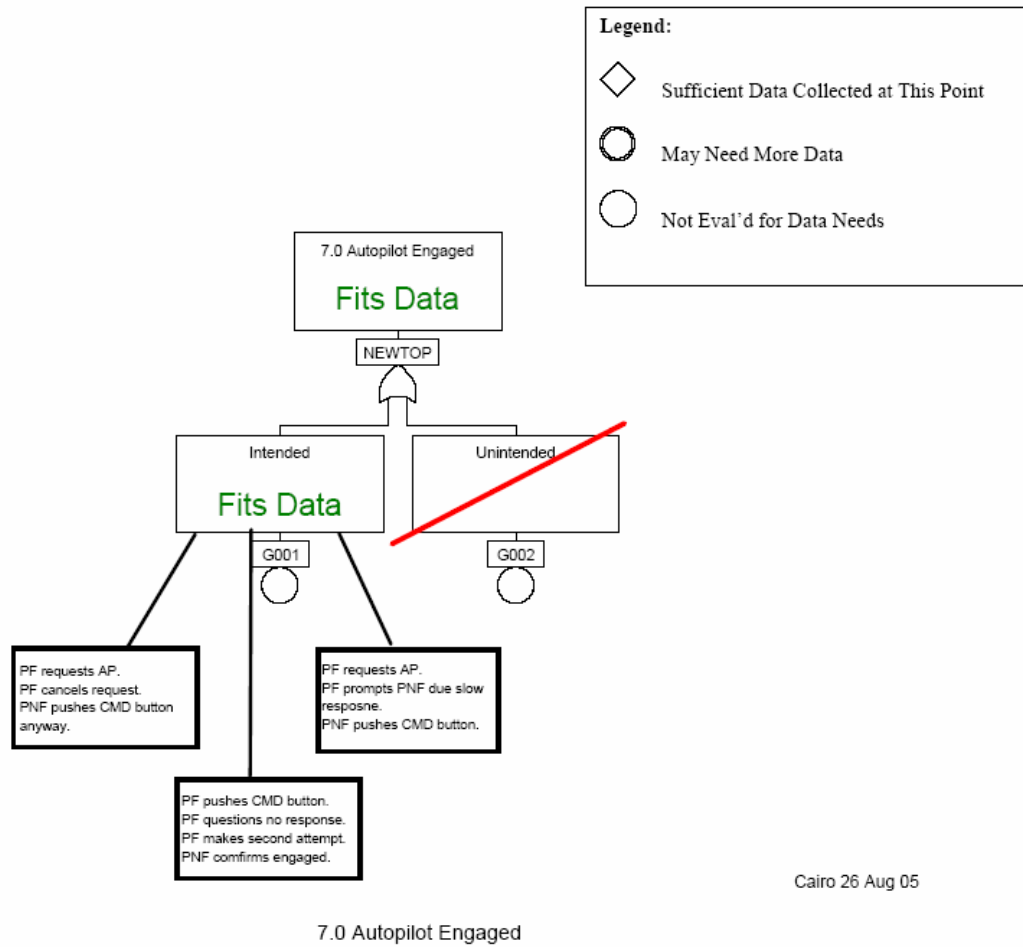 Legend:
Sufficient Data Collected at This Point
May Need More Data
Not Eval'd for Data Needs
7.0 Autopilot Engaged
Fits Data
NEWTOP
Intended
Fits Data
Unintended
G001
G002
PF requests AP.
PF cancels request.
PNF pushes CMD button
anyway.
PF requests AP.
PF prompts PNF due slow
resposne.
PNF pushes CMD button.
PF pushes CMD button.
PF questions no response.
PF makes second attempt.
PNF comfirms engaged.
Cairo 26 Aug 05
7.0 Autopilot Engaged